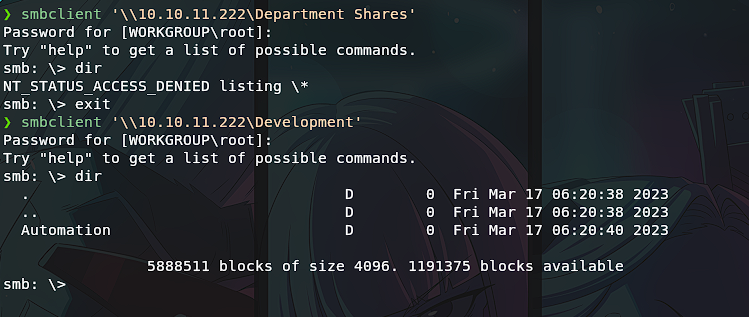 ❯ smbclient '\\10.10.11.222\Department Shares'
Password for [WORKGROUP\root]:
Try "help" to get a list of possible commands.
smb: \> dir
NT_STATUS_ACCESS_DENIED listing \*
smb: \> exit
❯ smbclient '\\10.10.11.222\Development'
Password for [WORKGROUP\root]:
Try "help" to get a list of possible commands.
smb: \> dir
  .                                   D        0  Fri Mar 17 06:20:38 2023
  ..                                  D        0  Fri Mar 17 06:20:38 2023
  Automation                          D        0  Fri Mar 17 06:20:40 2023
                5888511 blocks of size 4096. 1191375 blocks available
smb: \>